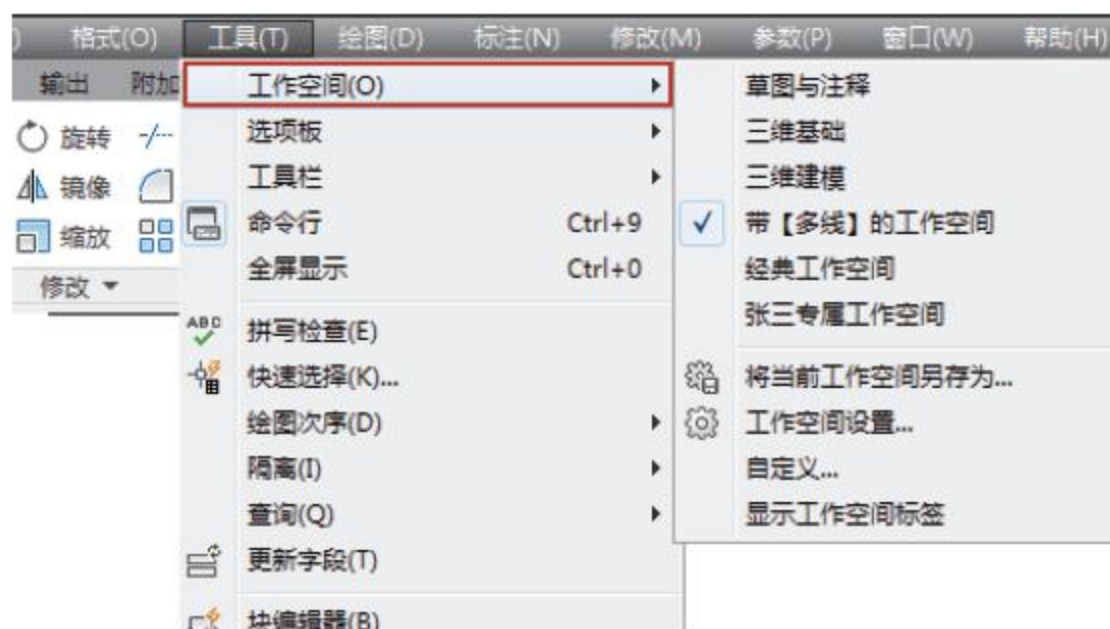 ) 格式(O) 工具(T) 绘图(D) 标注(N) 修改(M) 参数(P) 窗口(W) 帮助(H)
输出 附加
旋转
镜像
缩放
修改
工作空间(O)
选项板
工具栏
命令行 Ctrl+9
全屏显示 Ctrl+0
ABC 拼写检查(E)
快速选择(K)...
绘图次序(D)
隔离(I)
查询(Q)
更新字段(T)
块编辑器(B)
草图与注释
三维基础
三维建模
带【多线】的工作空间
经典工作空间
张三专属工作空间
将当前工作空间另存为...
工作空间设置...
自定义...
显示工作空间标签